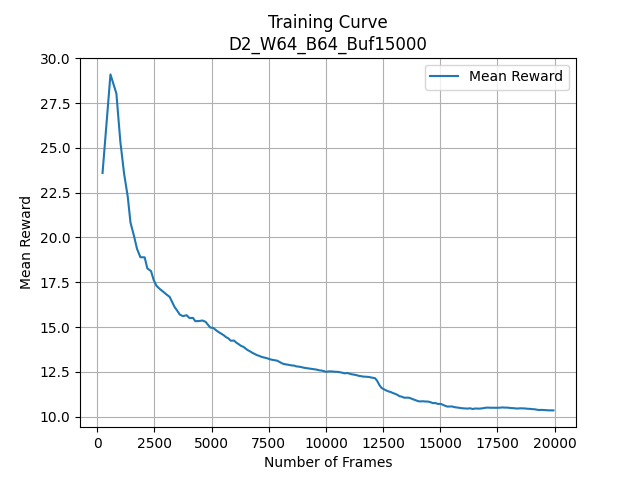 Training Curve
D2_W64_B64_Buf15000
Mean Reward
30.0
27.5
25.0
22.5
20.0
17.5
15.0
12.5
10.0
Mean Reward
0 2500 5000 7500 10000 12500 15000 17500 20000
Number of Frames